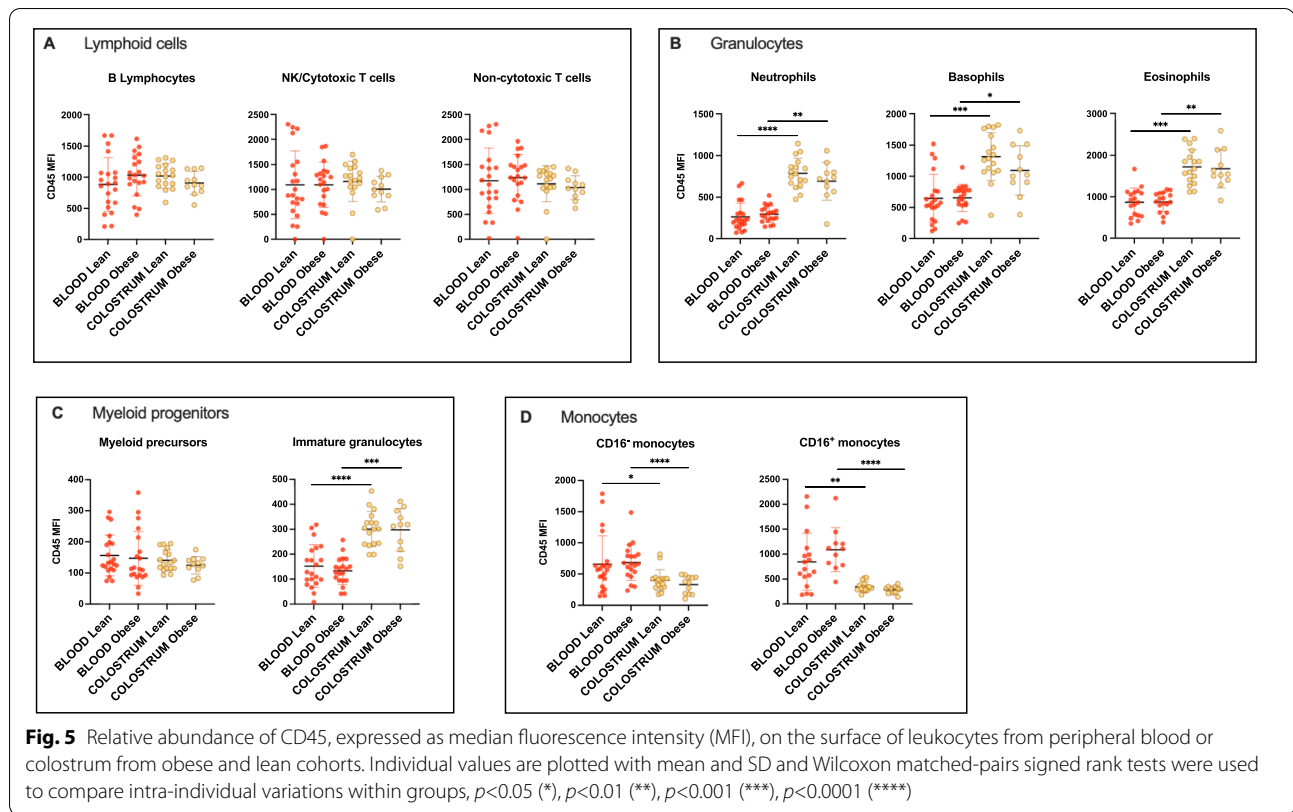 A Lymphoid cells
B Lymphocytes
NK/Cytotoxic T cells
Non-cytotoxic T cells
CD45 MFI
2000
1500
1000
500
0
BLOOD Lean
BLOOD Obese
COLOSTRUM Lean
COLOSTRUM Obese
2500
2000
1500
1000
500
0
BLOOD Lean
BLOOD Obese
COLOSTRUM Lean
COLOSTRUM Obese
2500
2000
1500
1000
500
0
BLOOD Lean
BLOOD Obese
COLOSTRUM Lean
COLOSTRUM Obese
B Granulocytes
Neutrophils
Basophils
Eosinophils
CD45 MFI
1500
1000
500
0
****
**
BLOOD Lean
BLOOD Obese
COLOSTRUM Lean
COLOSTRUM Obese
2000
1500
1000
500
0
***
*
BLOOD Lean
BLOOD Obese
COLOSTRUM Lean
COLOSTRUM Obese
3000
2000
1000
0
***
**
BLOOD Lean
BLOOD Obese
COLOSTRUM Lean
COLOSTRUM Obese
C Myeloid progenitors
Myeloid precursors
Immature granulocytes
CD45 MFI
400
300
200
100
0
BLOOD Lean
BLOOD Obese
COLOSTRUM Lean
COLOSTRUM Obese
500
400
300
200
100
0
****
***
BLOOD Lean
BLOOD Obese
COLOSTRUM Lean
COLOSTRUM Obese
D Monocytes
CD16- monocytes
CD16+ monocytes
CD45 MFI
2000
1500
1000
500
0
*
****
BLOOD Lean
BLOOD Obese
COLOSTRUM Lean
COLOSTRUM Obese
2500
2000
1500
1000
500
0
**
****
BLOOD Lean
BLOOD Obese
COLOSTRUM Lean
COLOSTRUM Obese
Fig. 5 Relative abundance of CD45, expressed as median fluorescence intensity (MFI), on the surface of leukocytes from peripheral blood or
colostrum from obese and lean cohorts. Individual values are plotted with mean and SD and Wilcoxon matched-pairs signed rank tests were used
to compare intra-individual variations within groups, p<0.05 (*), p<0.01 (**), p<0.001 (***), p<0.0001 (****)